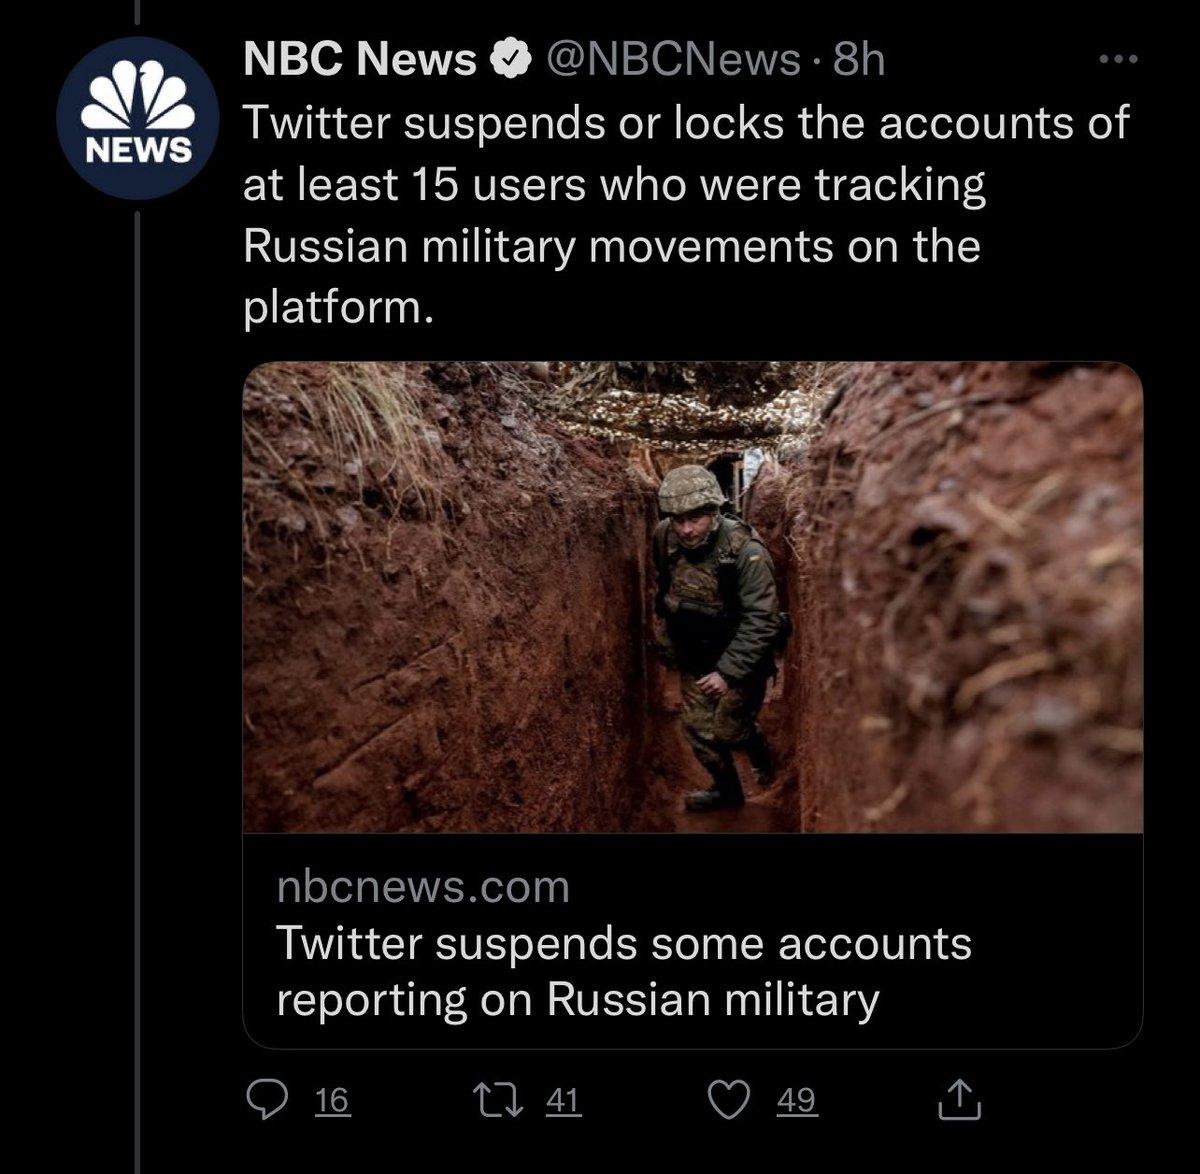 NBC News @NBCNews · 8h
NEWS
Twitter suspends or locks the accounts of
at least 15 users who were tracking
Russian military movements on the
platform.
nbcnews.com
Twitter suspends some accounts
reporting on Russian military
16 41 49